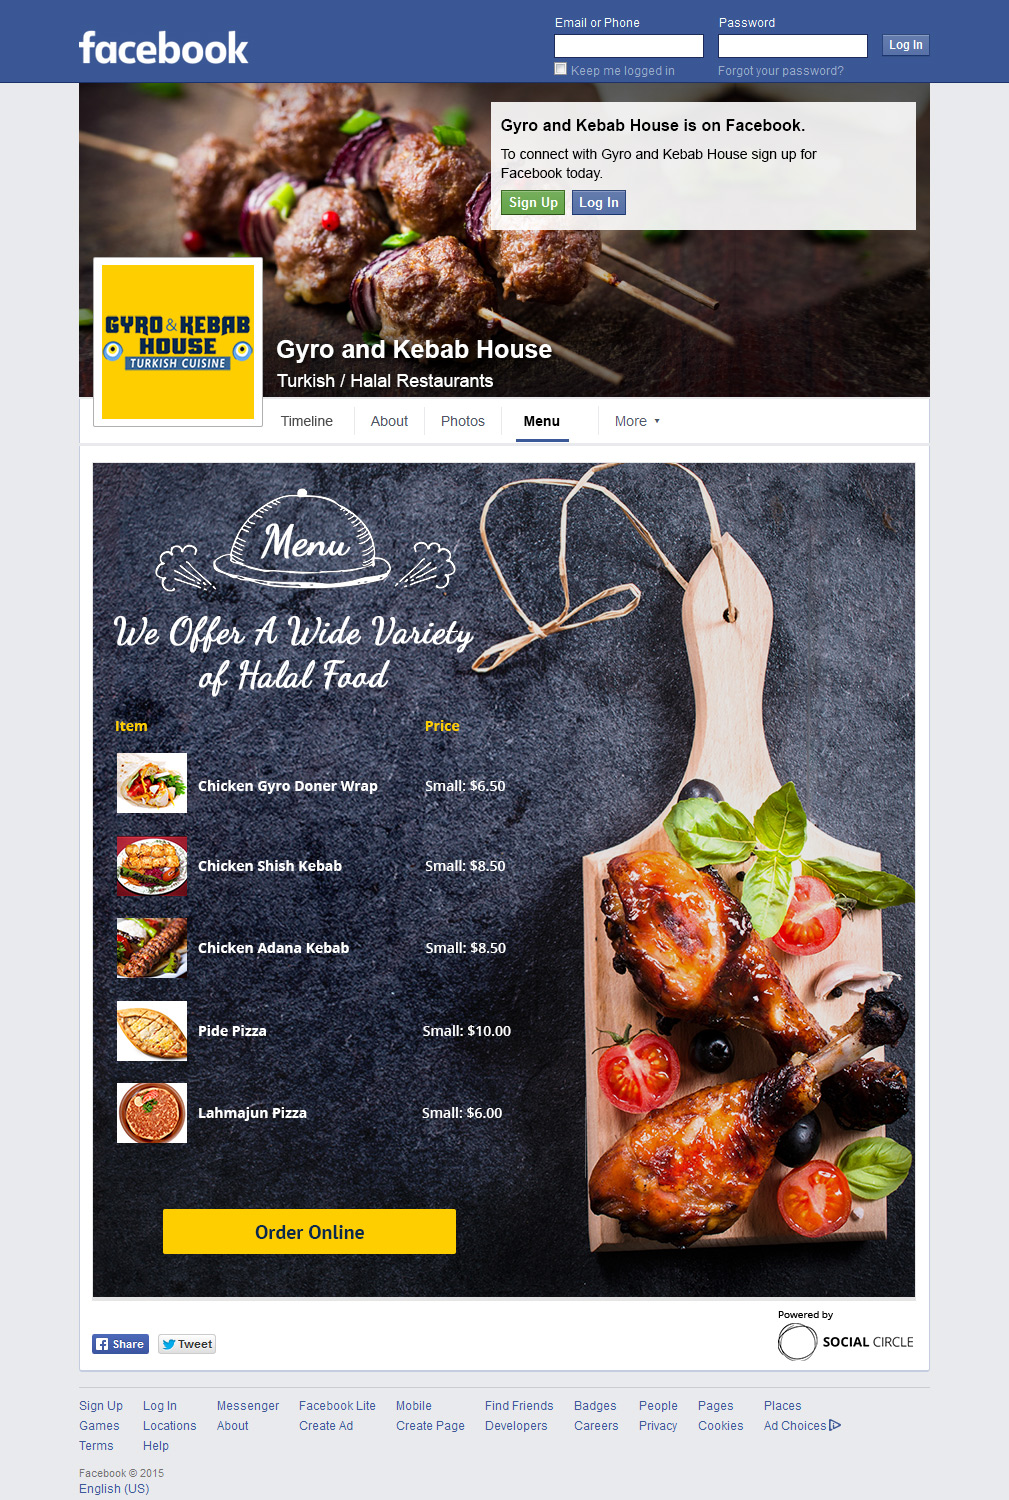 facebook
Email or Phone
Password
Log In
Keep me logged in
Forgot your password?
Gyro and Kebab House is on Facebook.
To connect with Gyro and Kebab House sign up for
Facebook today.
Sign Up Log In
GYRO & KEBAB
HOUSE
TURKISH CUISINE
Gyro and Kebab House
Turkish / Halal Restaurants
Timeline About Photos Menu More
Menu
We Offer A Wide Variety
of Halal Food
Item Price
Chicken Gyro Doner Wrap Small: $6.50
Chicken Shish Kebab Small: $8.50
Chicken Adana Kebab Small: $8.50
Pide Pizza Small: $10.00
Lahmajun Pizza Small: $6.00
Order Online
Powered by
SOCIAL CIRCLE
Share Tweet
Sign Up Log In Messenger Facebook Lite Mobile Find Friends Badges People Pages Places
Games Locations About Create Ad Create Page Developers Careers Privacy Cookies Ad Choices
Terms Help
Facebook © 2015
English (US)